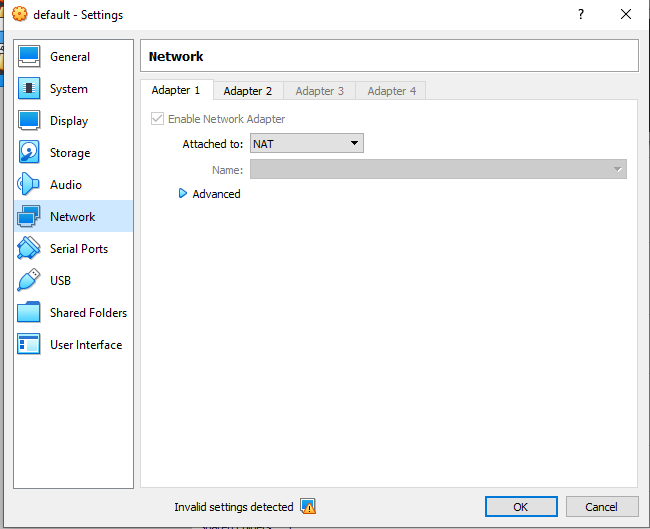 default - Settings
?
General
System
Display
Storage
Audio
Network
Serial Ports
USB
Shared Folders
User Interface
Network
Adapter 1 Adapter 2 Adapter 3 Adapter 4
Enable Network Adapter
Attached to: NAT
Name:
Advanced
Invalid settings detected
OK Cancel